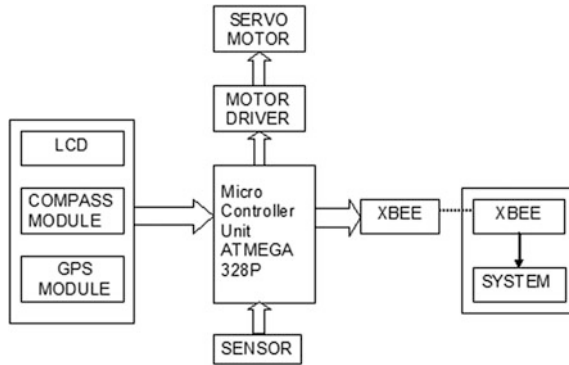 SERVO
MOTOR
MOTOR
DRIVER
LCD
COMPASS
MODULE
GPS
MODULE
Micro
Controller
Unit
ATMEGA
328P
XBEE
XBEE
SYSTEM
SENSOR